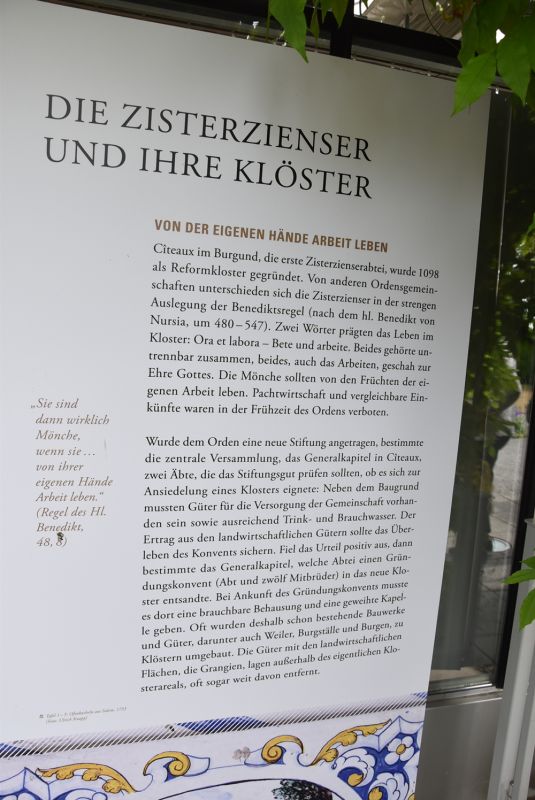 DIE ZISTERZIENSER
UND IHRE KLÖSTER
VON DER EIGENEN HÄNDE ARBEIT LEBEN
Cîteaux im Burgund, die erste Zisterzienserabtei, wurde 1098
als Reformkloster gegründet. Von anderen Ordensgemein-
schaften unterschieden sich die Zisterzienser in der strengen
Auslegung der Benediktsregel (nach dem hl. Benedikt von
Nursia, um 480–547). Zwei Wörter prägten das Leben im
Kloster: Ora et labora – Bete und arbeite. Beides gehörte un-
trennbar zusammen, beides, auch das Arbeiten, geschah zur
Ehre Gottes. Die Mönche sollten von den Früchten der ei-
genen Arbeit leben. Pachtwirtschaft und vergleichbare Ein-
künfte waren in der Frühzeit des Ordens verboten.
„Sie sind
dann wirklich
Mönche,
wenn sie ...
von ihrer
eigenen Hände
Arbeit leben.“
(Regel des Hl.
Benedikt,
48, 8)
Wurde dem Orden eine neue Stiftung angetragen, bestimmte
die zentrale Versammlung, das Generalkapitel in Cîteaux,
zwei Äbte, die das Stiftungsgut prüfen sollten, ob es sich zur
Ansiedelung eines Klosters eignete: Neben dem Baugrund
mussten Güter für die Versorgung der Gemeinschaft vorhan-
den sein sowie ausreichend Trink- und Brauchwasser. Der
Ertrag aus den landwirtschaftlichen Gütern sollte das Über-
leben des Konvents sichern. Fiel das Urteil positiv aus, dann
bestimmte das Generalkapitel, welche Abtei einen Grün-
dungskonvent (Abt und zwölf Mitbrüder) in das neue Klo-
ster entsandte. Bei Ankunft des Gründungskonvents musste
es dort eine brauchbare Behausung und eine geweihte Kapel-
le geben. Oft wurden deshalb schon bestehende Bauwerke
und Güter, darunter auch Weiler, Burgställe und Burgen, zu
Klöstern umgebaut. Die Güter mit den landwirtschaftlichen
Flächen, die Grangien, lagen außerhalb des eigentlichen Klo-
sterareals, oft sogar weit davon entfernt.